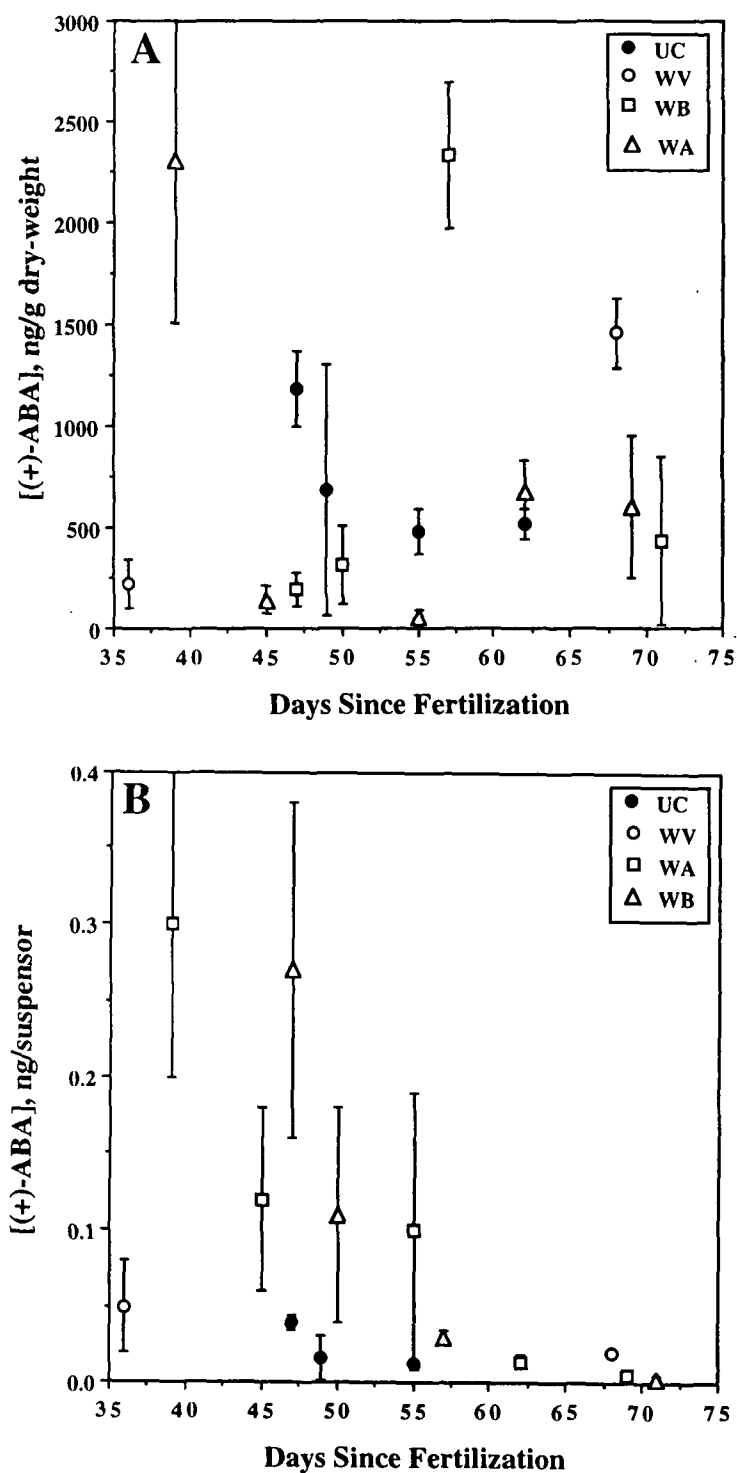 A
3000
2500
2000
1500
1000
500
0
[(+)-ABA], ng/g dry-weight
UC
WV
WB
WA
35 40 45 50 55 60 65 70 75
Days Since Fertilization
B
0.4
0.3
0.2
0.1
0.0
[(+)-ABA], ng/suspensor
UC
WV
WA
WB
35 40 45 50 55 60 65 70 75
Days Since Fertilization